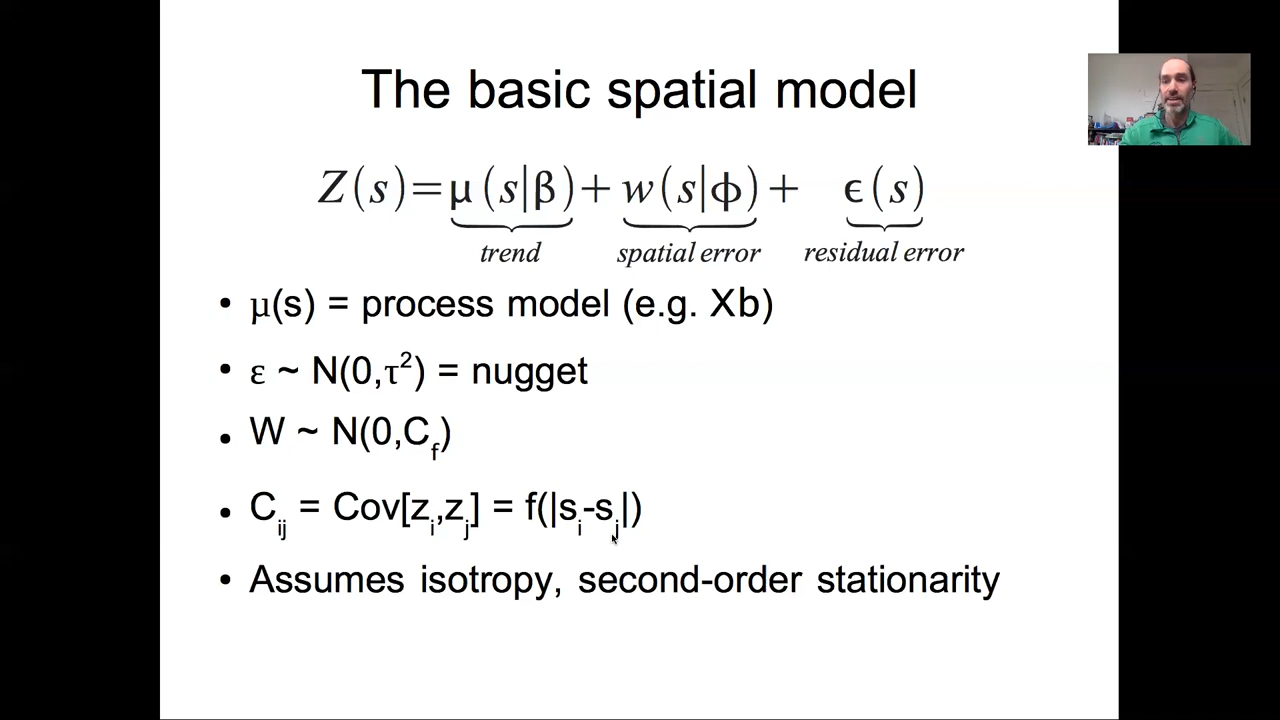 The basic spatial model
Z(s)=μ(s|β)+w(s|ϕ)+ ϵ(s)
trend spatial error residual error
• μ(s) = process model (e.g. Xb)
• ε ~ N(0,τ²) = nugget
• W ~ N(0,C_f)
• C_ij = Cov[z_i,z_j] = f(|s_i-s_j|)
• Assumes isotropy, second-order stationarity